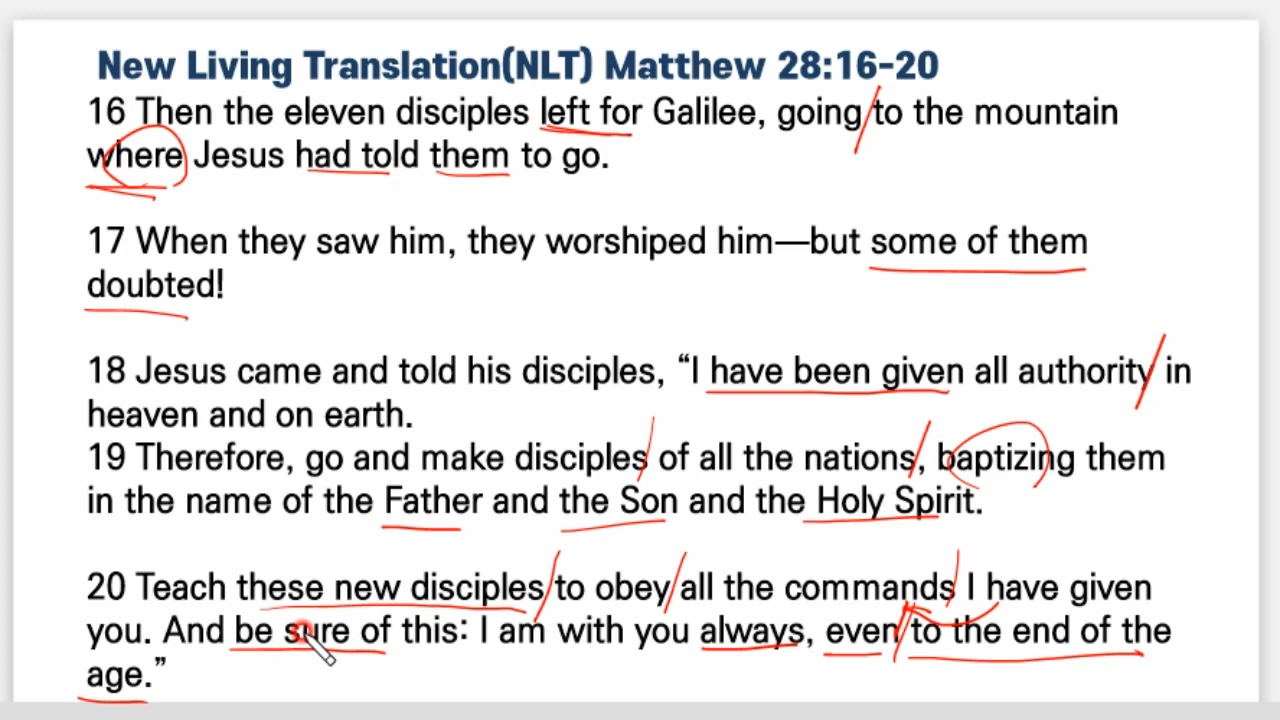 New Living Translation(NLT) Matthew 28:16-20
16 Then the eleven disciples left for Galilee, going to the mountain
where Jesus had told them to go.
17 When they saw him, they worshiped him—but some of them
doubted!
18 Jesus came and told his disciples, “I have been given all authority in
heaven and on earth.
19 Therefore, go and make disciples of all the nations, baptizing them
in the name of the Father and the Son and the Holy Spirit.
20 Teach these new disciples to obey all the commands I have given
you. And be sure of this: I am with you always, even to the end of the
age.”